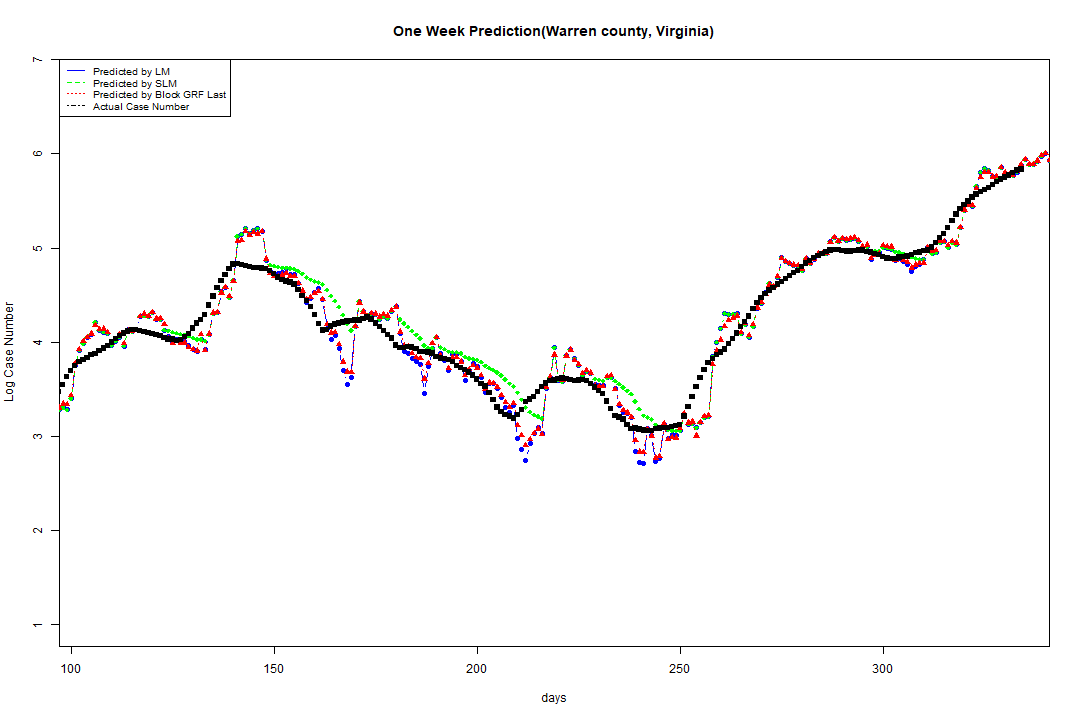 One Week Prediction(Warren county, Virginia)
Predicted by LM
Predicted by SLM
Predicted by Block GRF Last
Actual Case Number
7
6
5
4
3
2
1
Log Case Number
100 150 200 250 300
days